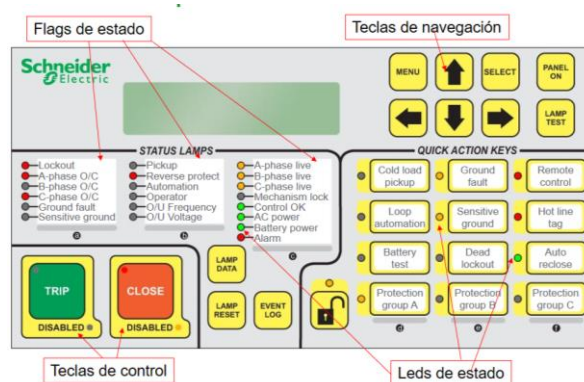 Flags de estado
Teclas de navegación
Schneider
Electric
MENU
SELECT
PANEL
ON
LAMP
TEST
STATUS LAMPS
QUICK ACTION KEYS
Lockout
A-phase O/C
B-phase O/C
C-phase O/C
Ground fault
Sensitive ground
a
Pickup
Reverse protect
Automation
Operator
O/U Frequency
O/U Voltage
b
A-phase live
B-phase live
C-phase live
Mechanism lock
Control OK
AC power
Battery power
Alarm
c
Cold load
pickup
Ground
fault
Remote
control
Loop
automation
Sensitive
ground
Hot line
tag
Battery
test
Dead
lockout
Auto
reclose
Protection
group A
Protection
group B
Protection
group C
d
e
f
LAMP
DATA
LAMP
RESET
EVENT
LOG
TRIP
CLOSE
DISABLED
DISABLED
Teclas de control
Leds de estado